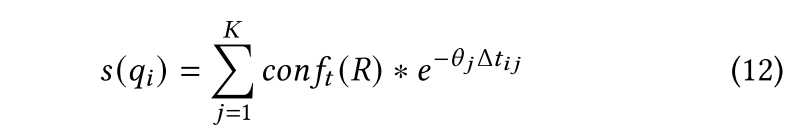 s(q_i) = \sum_{j=1}^{K} conf_t(R) * e^{-\theta_j \Delta t_{ij}} (12)